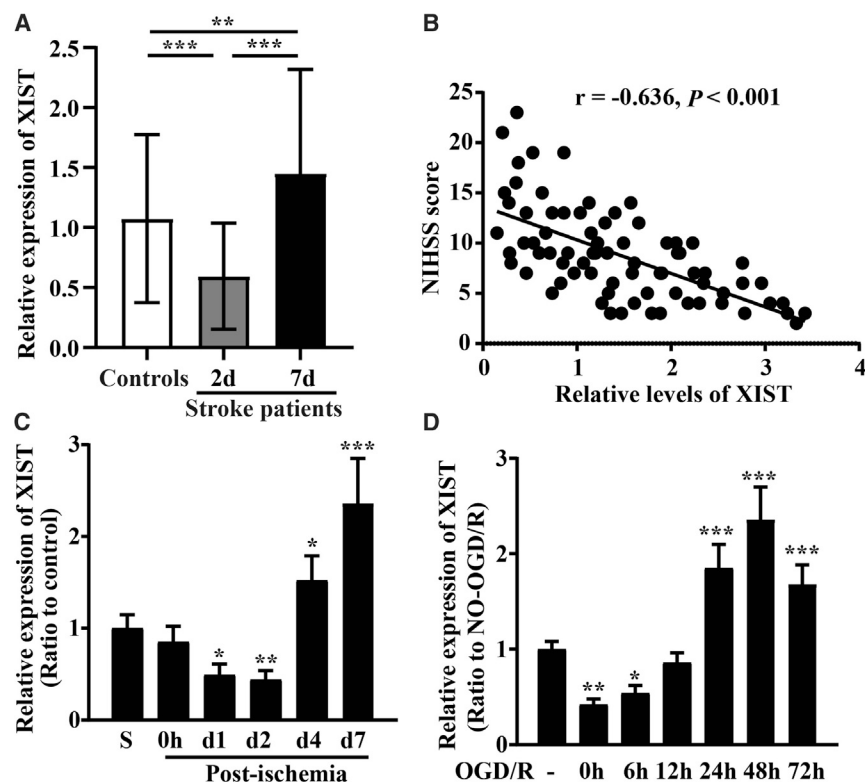 A
**
***
***
2.5
2.0
1.5
1.0
0.5
0.0
Relative expression of XIST
Controls
2d
7d
Stroke patients
B
r = -0.636, P < 0.001
25
20
15
10
5
0
NIHSS score
0
1
2
3
4
Relative levels of XIST
C
3
2
1
0
Relative expression of XIST
(Ratio to control)
*
**
*
***
S
0h
d1
d2
d4
d7
Post-ischemia
D
3
2
1
0
Relative expression of XIST
(Ratio to NO-OGD/R)
**
*
***
***
***
OGD/R - 0h 6h 12h 24h 48h 72h